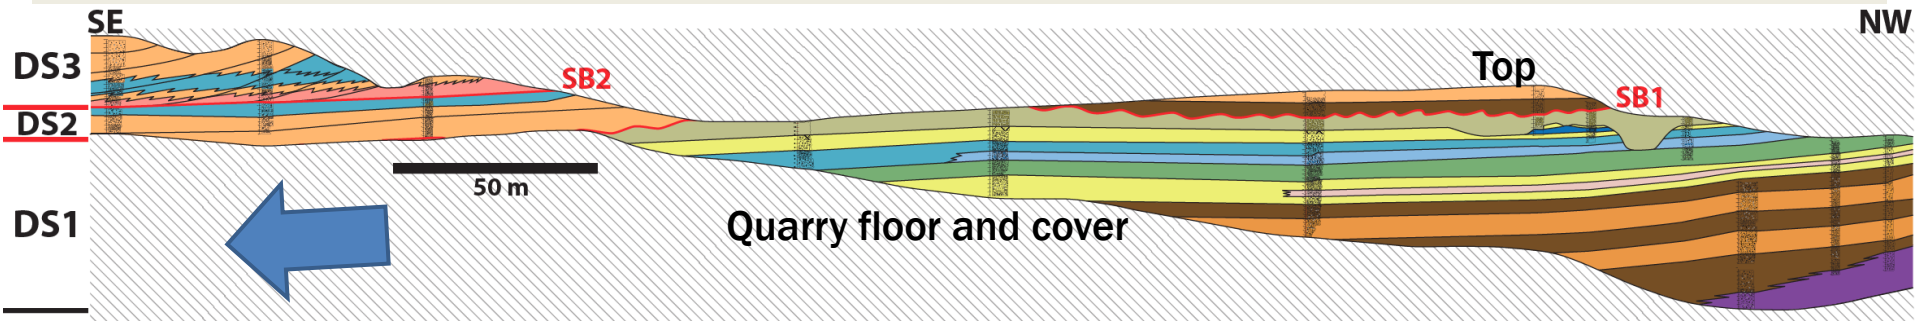 SE
NW
DS3
Top
SB2
SB1
DS2
50 m
DS1
Quarry floor and cover